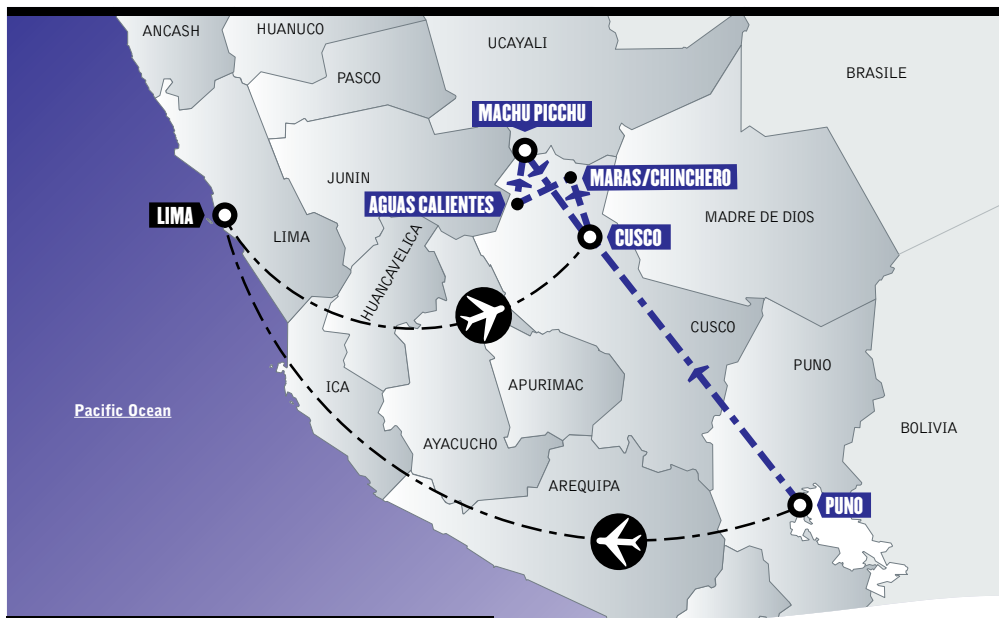 ANCASH
HUANUCO
UCAYALI
PASCO
BRASILE
MACHU PICCHU
JUNIN
MARAS/CHINCHERO
AGUAS CALIENTES
LIMA
MADRE DE DIOS
LIMA
CUSCO
HUANCAVELICA
CUSCO
PUNO
ICA
APURIMAC
Pacific Ocean
BOLIVIA
AYACUCHO
AREQUIPA
PUNO